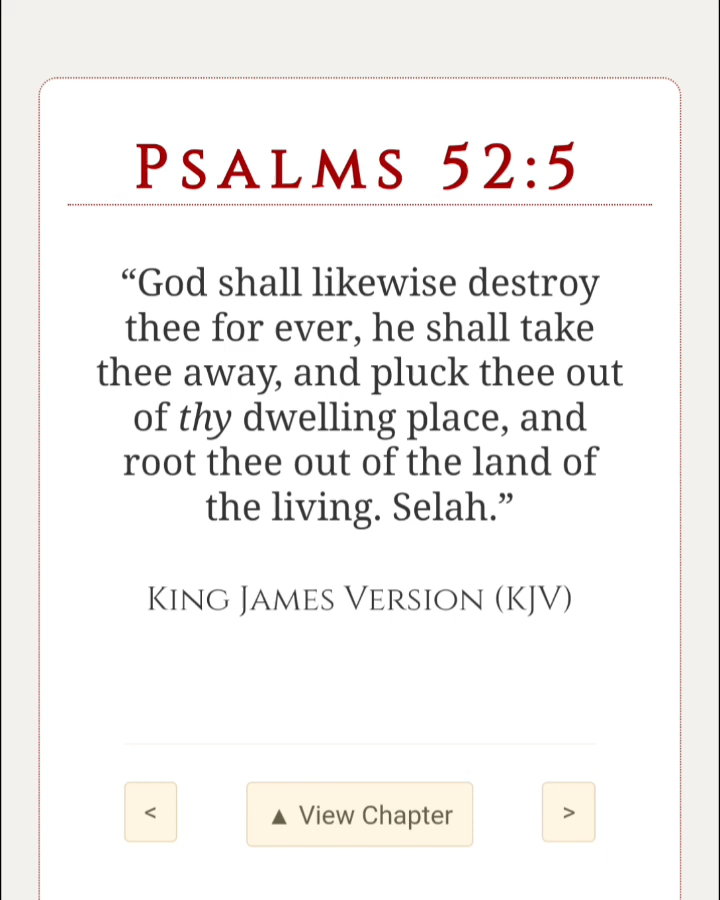 Psalms 52:5
“God shall likewise destroy
thee for ever, he shall take
thee away, and pluck thee out
of thy dwelling place, and
root thee out of the land of
the living. Selah.”
King James Version (KJV)
< ▲ View Chapter >